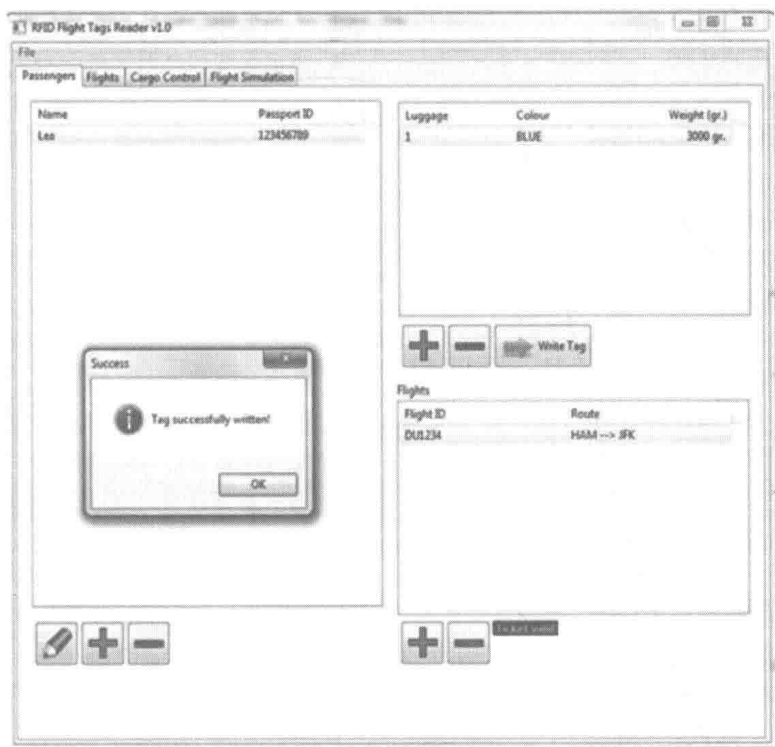 RFID Flight Tags Reader v1.0
File
Passengers Flights Cargo Control Flight Simulation
Name Passport ID
Leo 123456789
Luggage Colour Weight (gr.)
1 BLUE 3000 gr.
Write Tag
Success
Tag successfully written!
OK
Flights
Flight ID Route
DU1234 HAM --> JFK
Ticket valid